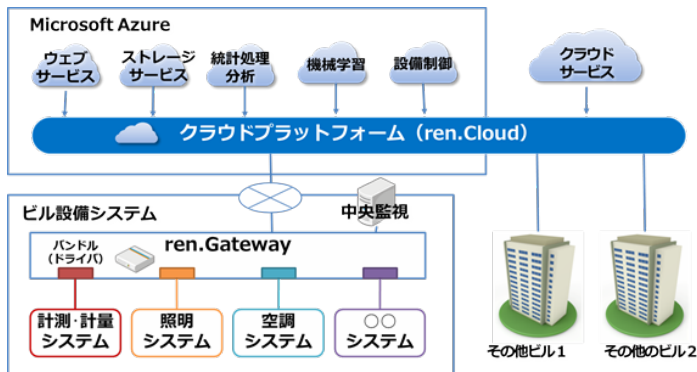 Microsoft Azure
ウェブ
サービス
ストレージ
サービス
統計処理
分析
機械学習
設備制御
クラウド
サービス
クラウドプラットフォーム（ren.Cloud）
ビル設備システム
中央監視
バンドル
（ドライバ）
ren.Gateway
計測・計量
システム
照明
システム
空調
システム
〇〇
システム
その他ビル１
その他のビル２